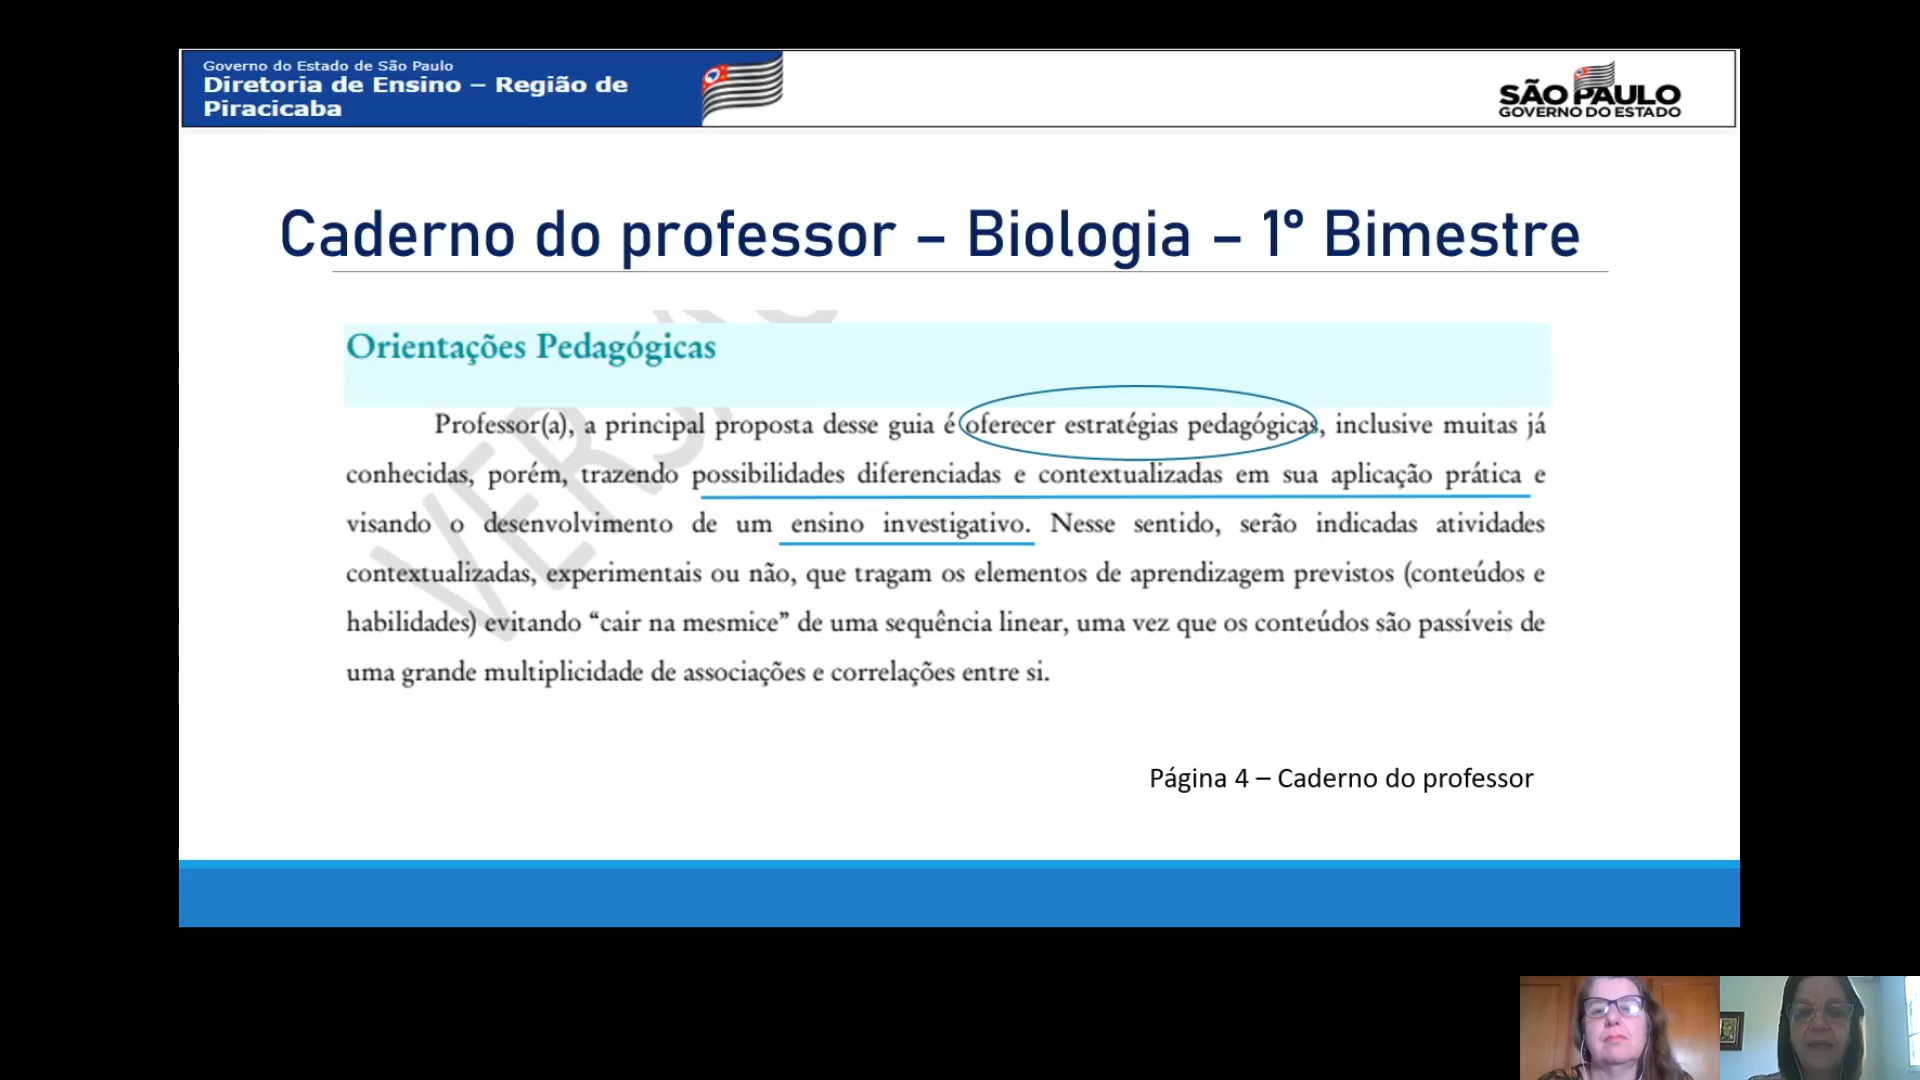 Governo do Estado de São Paulo
Diretoria de Ensino – Região de
Piracicaba
SÃO PAULO
GOVERNO DO ESTADO
Caderno do professor – Biologia – 1º Bimestre
Orientações Pedagógicas
Professor(a), a principal proposta desse guia é oferecer estratégias pedagógicas, inclusive muitas já
conhecidas, porém, trazendo possibilidades diferenciadas e contextualizadas em sua aplicação prática e
visando o desenvolvimento de um ensino investigativo. Nesse sentido, serão indicadas atividades
contextualizadas, experimentais ou não, que tragam os elementos de aprendizagem previstos (conteúdos e
habilidades) evitando “cair na mesmice” de uma sequência linear, uma vez que os conteúdos são passíveis de
uma grande multiplicidade de associações e correlações entre si.
Página 4 – Caderno do professor